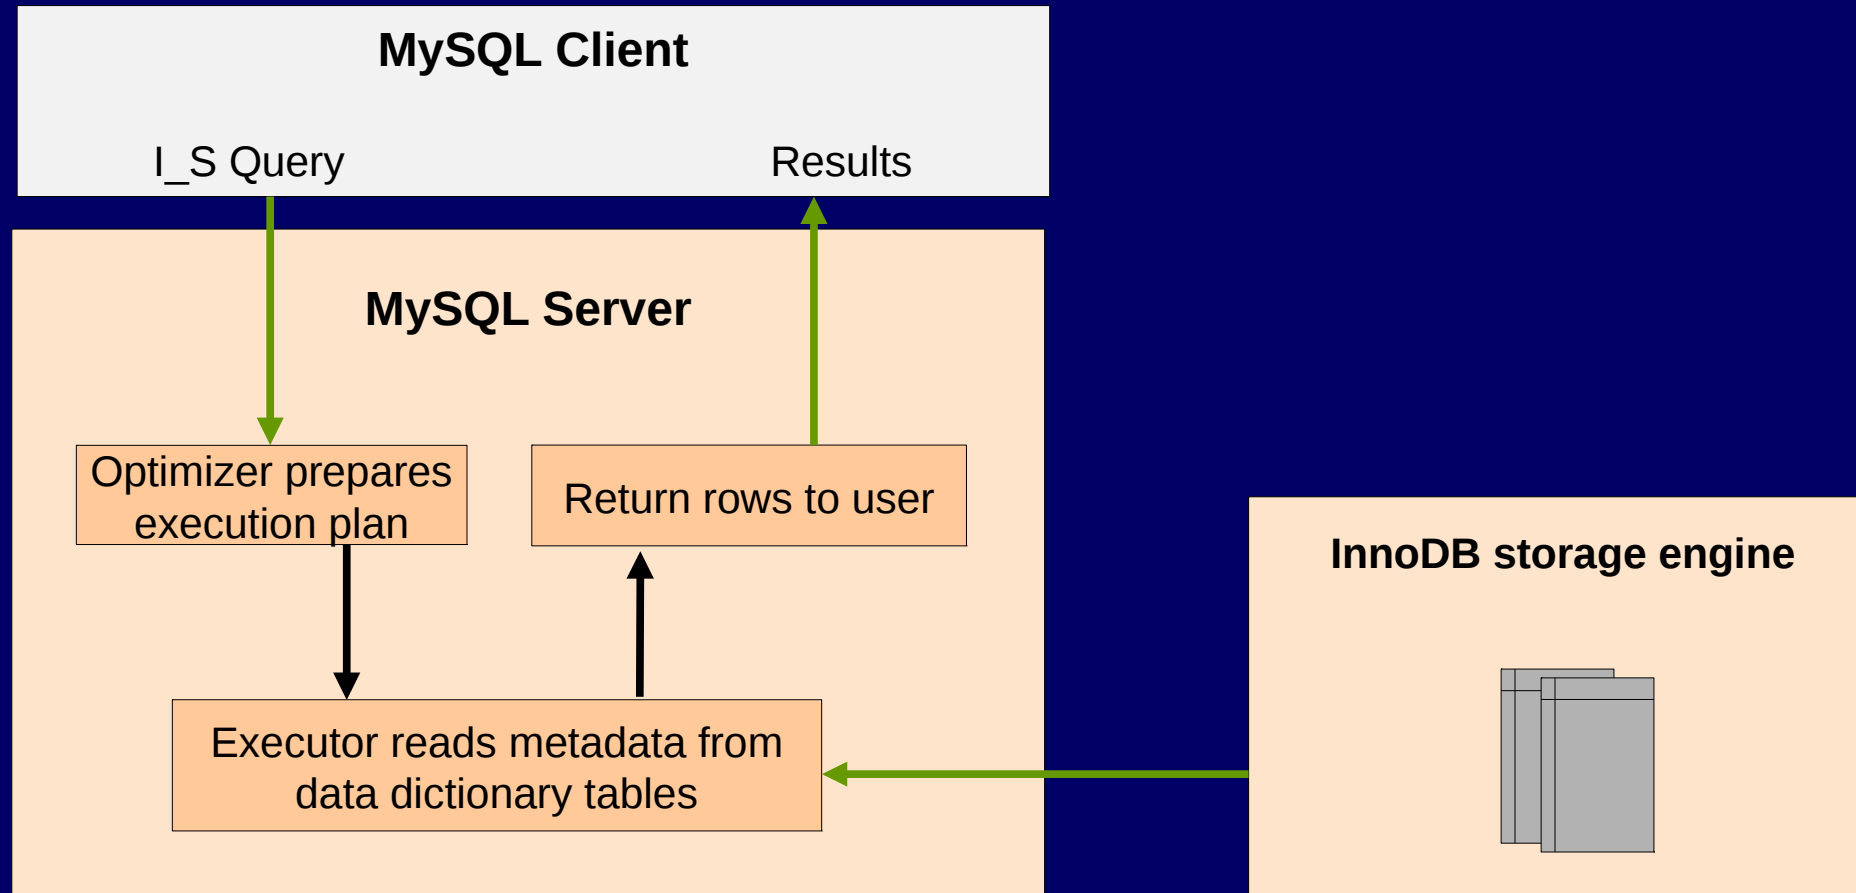 MySQL Client
I_S Query
Results
MySQL Server
Optimizer prepares
execution plan
Return rows to user
Executor reads metadata from
data dictionary tables
InnoDB storage engine